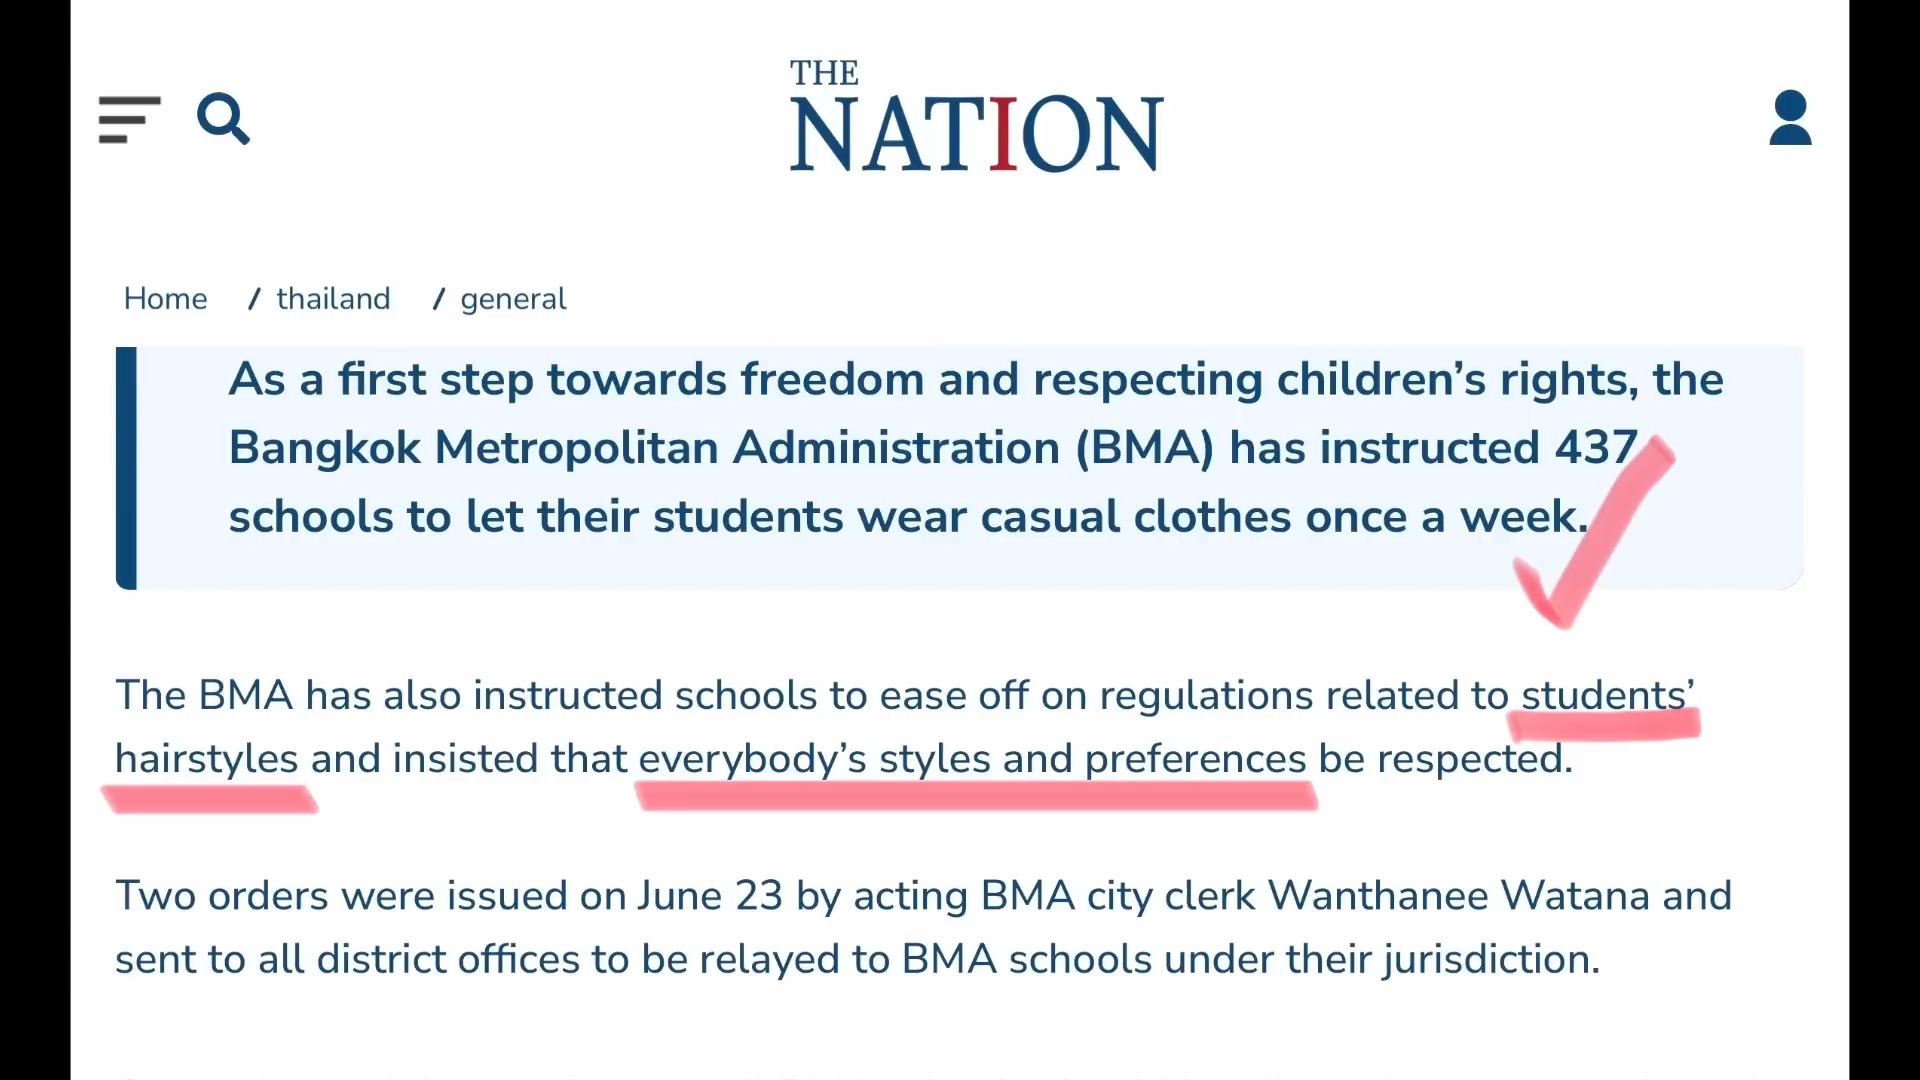 THE
NATION
Home / thailand / general
As a first step towards freedom and respecting children’s rights, the
Bangkok Metropolitan Administration (BMA) has instructed 437
schools to let their students wear casual clothes once a week.
The BMA has also instructed schools to ease off on regulations related to students’
hairstyles and insisted that everybody’s styles and preferences be respected.
Two orders were issued on June 23 by acting BMA city clerk Wanthanee Watana and
sent to all district offices to be relayed to BMA schools under their jurisdiction.